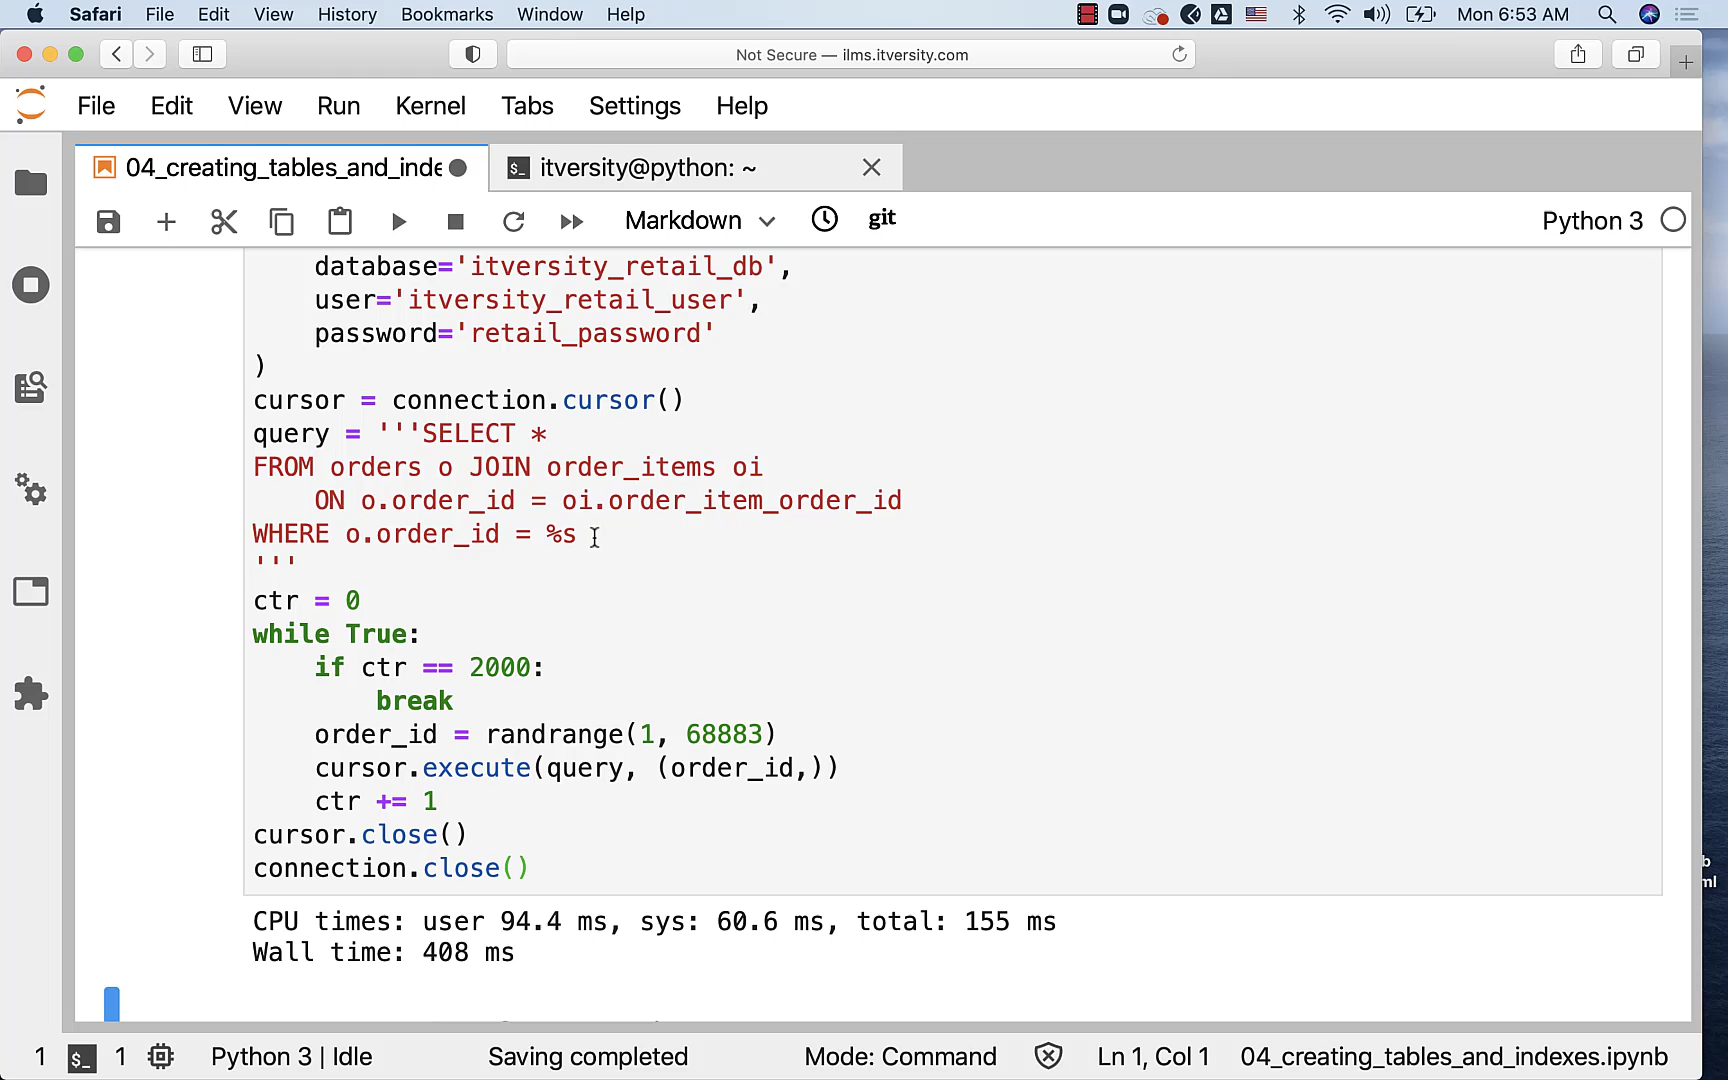 Safari File Edit View History Bookmarks Window Help Mon 6:53 AM
Not Secure — ilms.itversity.com
File Edit View Run Kernel Tabs Settings Help
04_creating_tables_and_inde itversity@python: ~
Markdown git Python 3
database='itversity_retail_db',
user='itversity_retail_user',
password='retail_password'
)
cursor = connection.cursor()
query = '''SELECT *
FROM orders o JOIN order_items oi
ON o.order_id = oi.order_item_order_id
WHERE o.order_id = %s
'''
ctr = 0
while True:
if ctr == 2000:
break
order_id = randrange(1, 68883)
cursor.execute(query, (order_id,))
ctr += 1
cursor.close()
connection.close()
b
ml
CPU times: user 94.4 ms, sys: 60.6 ms, total: 155 ms
Wall time: 408 ms
1 $_ 1 Python 3 | Idle Saving completed Mode: Command Ln 1, Col 1 04_creating_tables_and_indexes.ipynb